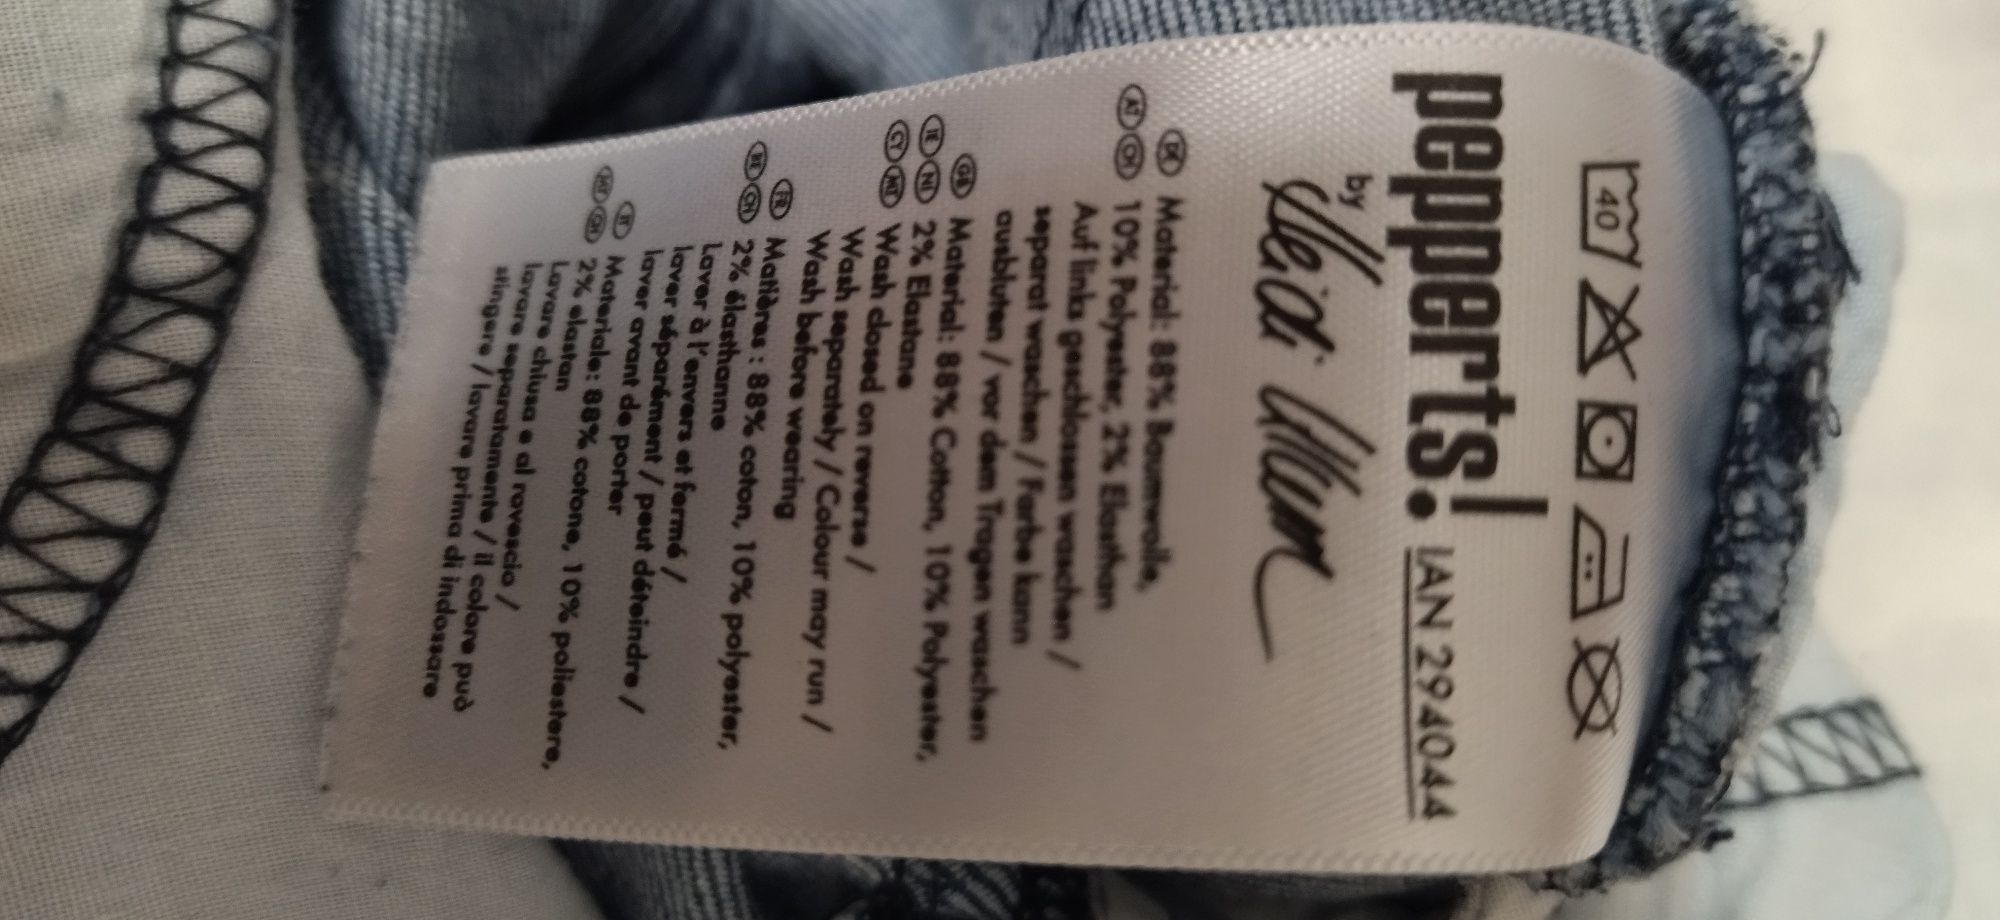 40
pepperts! IAN 294044
by Heidi Klum
DE Material: 88% Baumwolle,
AT CH 10% Polyester, 2% Elasthan
Auf links geschlossen waschen /
separat waschen / Farbe kann
ausbluten / vor dem Tragen waschen
GB Material: 88% Cotton, 10% Polyester,
IE NI 2% Elastane
CY MT Wash closed on reverse /
Wash separately / Colour may run /
Wash before wearing
FR Matières : 88% coton, 10% polyester,
BE CH 2% élasthanne
Laver à l'envers et fermé /
laver séparément / peut déteindre /
laver avant de porter
IT Materiale: 88% cotone, 10% poliestere,
MT CH 2% elastan
Lavare chiusa e al rovescio /
lavare separatamente / il colore può
stingere / lavare prima di indossare